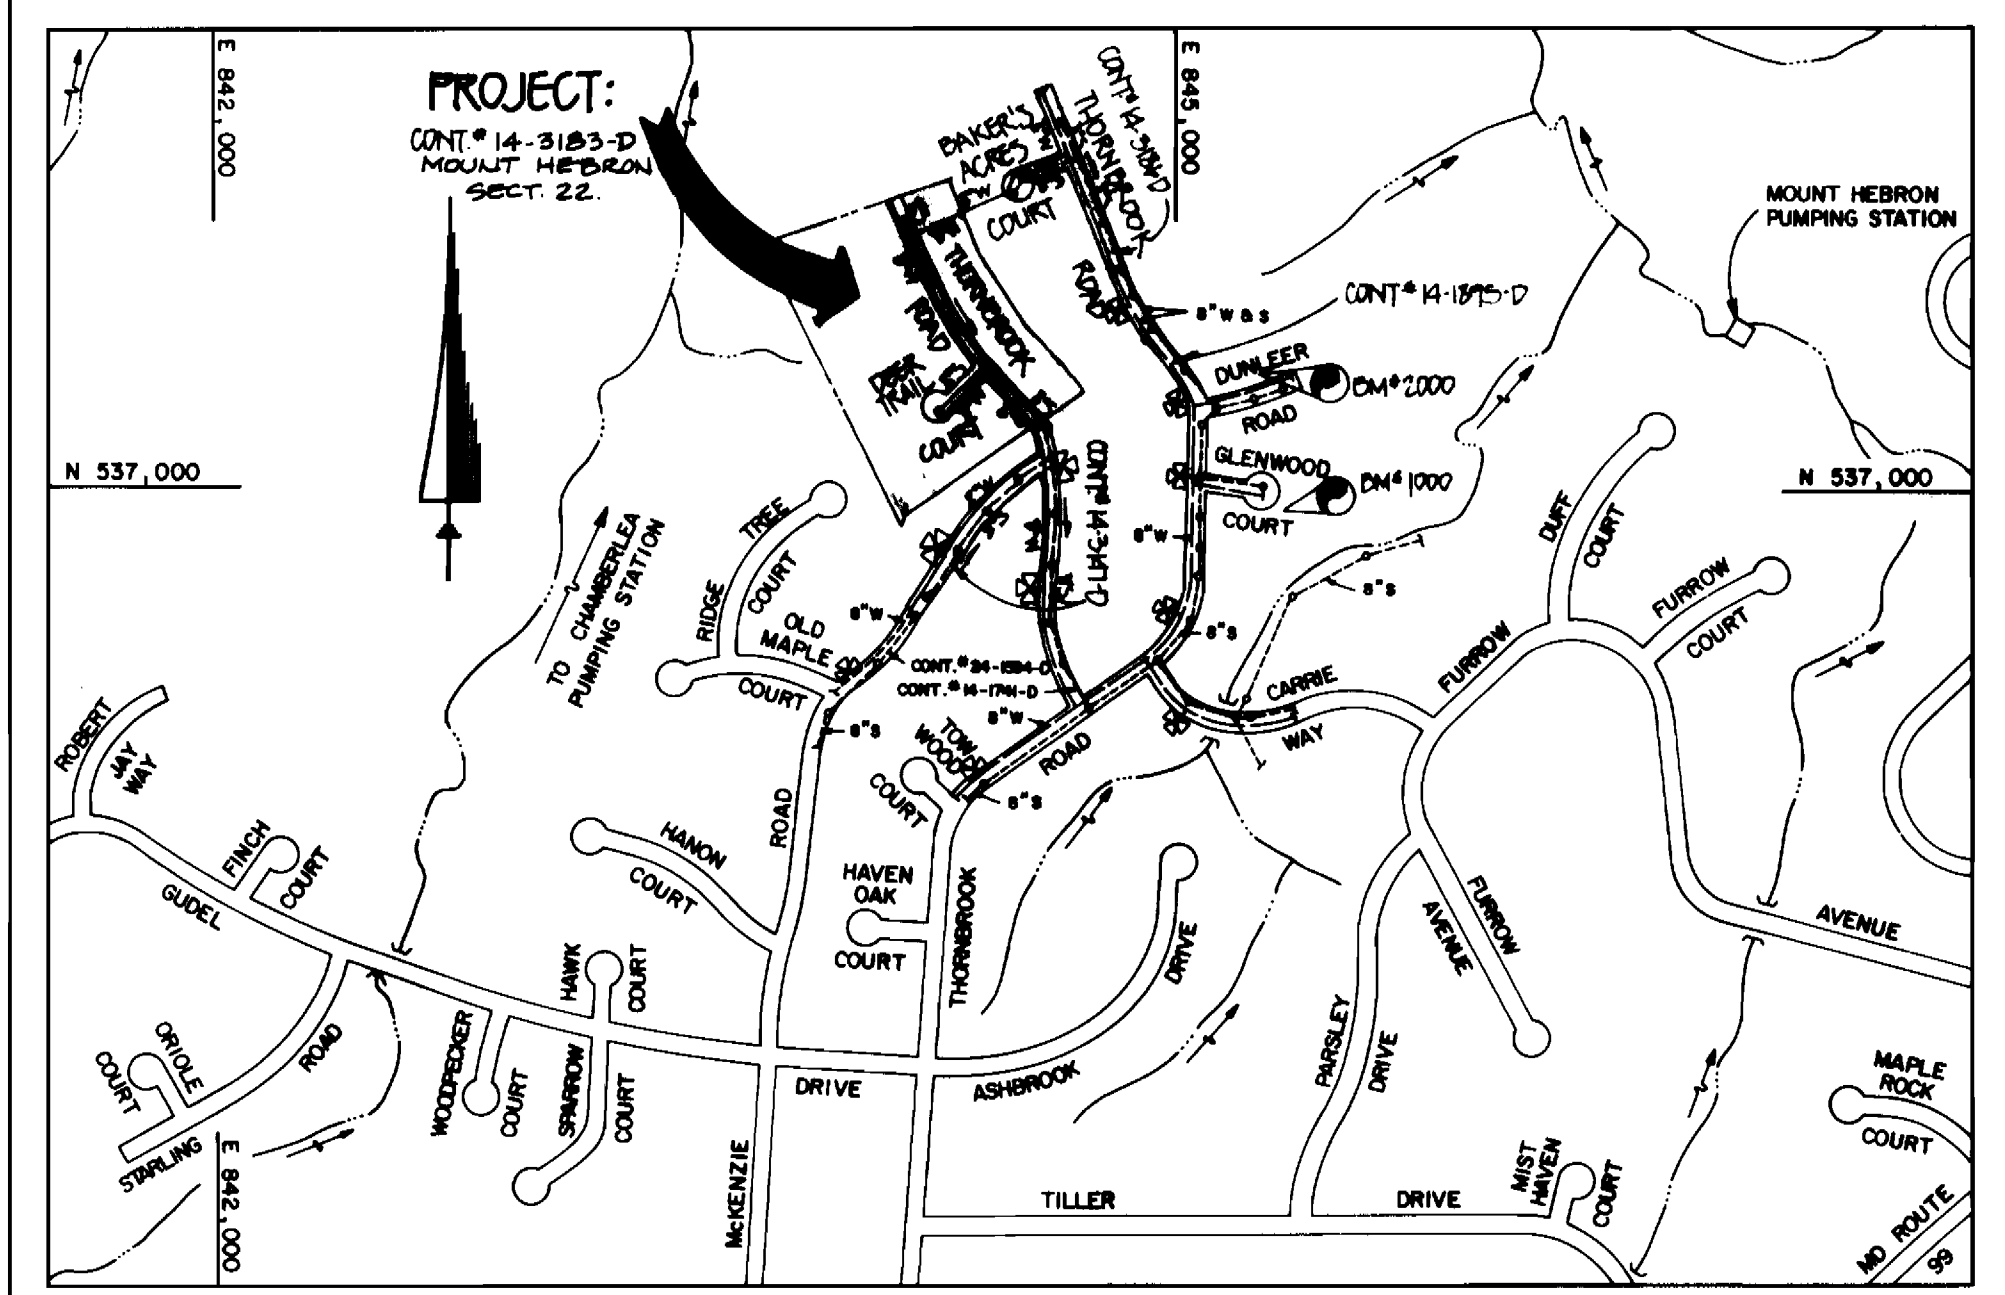 E 842,000
PROJECT:
CONT.# 14-3183-D
MOUNT HEBRON
SECT. 22.
BAKER'S
ACRES
COURT
CONT.# 14-3184-D
THORNBROOK
ROAD
E 845,000
MOUNT HEBRON
PUMPING STATION
THORNBROOK
ROAD
DEER
TRAIL
COURT
8"W & S
CONT# 14-1895-D
DUNLEER
ROAD
BM# 2000
GLENWOOD
COURT
BM# 1000
N 537,000
N 537,000
TO CHAMBERLEA
PUMPING STATION
RIDGE
TREE
COURT
OLD
MAPLE
COURT
8"W
8"W
8"S
8"S
DUFF
COURT
FURROW
COURT
FURROW
CONT.# 14-1741-D
8"W
8"S
8"S
CARRIE
WAY
ROAD
COURT
ROBERT
JAY
WAY
FINCH
COURT
GUDEL
HANON
COURT
ROAD
HAVEN
OAK
COURT
THORNBROOK
DRIVE
FURROW
AVENUE
AVENUE
HAWK
COURT
ORIOLE
COURT
ROAD
STARLING
WOODPECKER
COURT
SPARROW
COURT
DRIVE
ASHBROOK
PARSLEY
DRIVE
MAPLE
ROCK
COURT
E 842,000
McKENZIE
TILLER
DRIVE
MIST
HAVEN
COURT
MD ROUTE
99